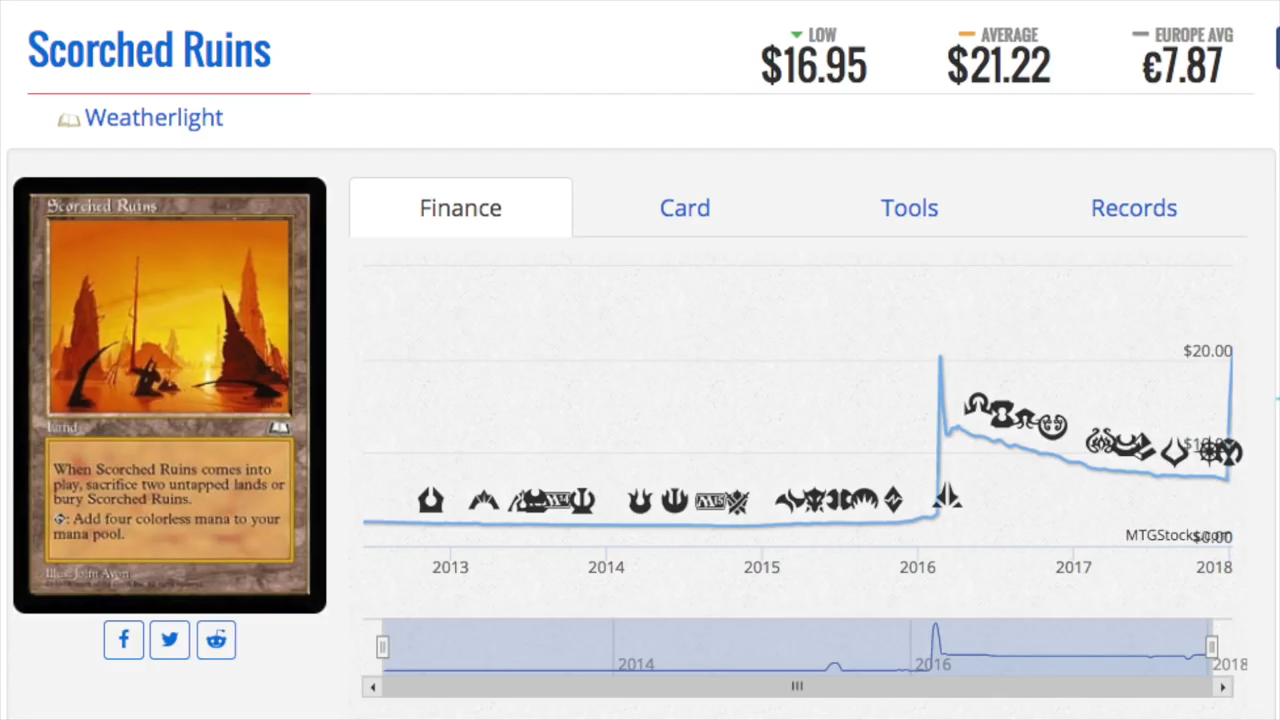 Scorched Ruins
LOW
$16.95
AVERAGE
$21.22
EUROPE AVG
€7.87
Weatherlight
Scorched Ruins
Land
When Scorched Ruins comes into
play, sacrifice two untapped lands or
bury Scorched Ruins.
: Add four colorless mana to your
mana pool.
Illus. John Avon
Finance
Card
Tools
Records
$20.00
MTGStocks.com
$0.00
2013
2014
2015
2016
2017
2018
2014
2016
2018